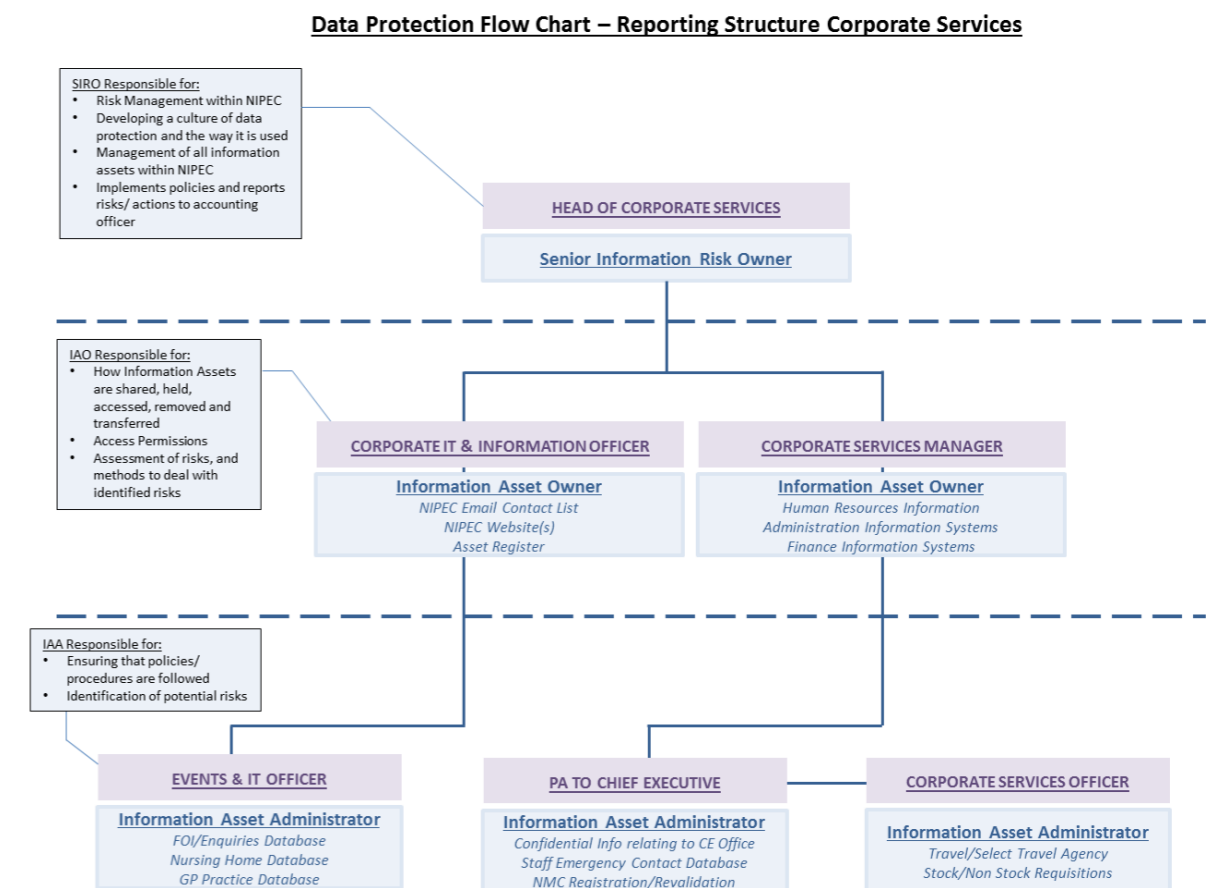 Data Protection Flow Chart – Reporting Structure Corporate Services
SIRO Responsible for:
• Risk Management within NIPEC
• Developing a culture of data
protection and the way it is used
• Management of all information
assets within NIPEC
• Implements policies and reports
risks/ actions to accounting
officer
HEAD OF CORPORATE SERVICES
Senior Information Risk Owner
IAO Responsible for:
• How Information Assets
are shared, held,
accessed, removed and
transferred
• Access Permissions
• Assessment of risks, and
methods to deal with
identified risks
CORPORATE IT & INFORMATION OFFICER
Information Asset Owner
NIPEC Email Contact List
NIPEC Website(s)
Asset Register
CORPORATE SERVICES MANAGER
Information Asset Owner
Human Resources Information
Administration Information Systems
Finance Information Systems
IAA Responsible for:
• Ensuring that policies/
procedures are followed
• Identification of potential risks
EVENTS & IT OFFICER
Information Asset Administrator
FOI/Enquiries Database
Nursing Home Database
GP Practice Database
PA TO CHIEF EXECUTIVE
Information Asset Administrator
Confidential Info relating to CE Office
Staff Emergency Contact Database
NMC Registration/Revalidation
CORPORATE SERVICES OFFICER
Information Asset Administrator
Travel/Select Travel Agency
Stock/Non Stock Requisitions